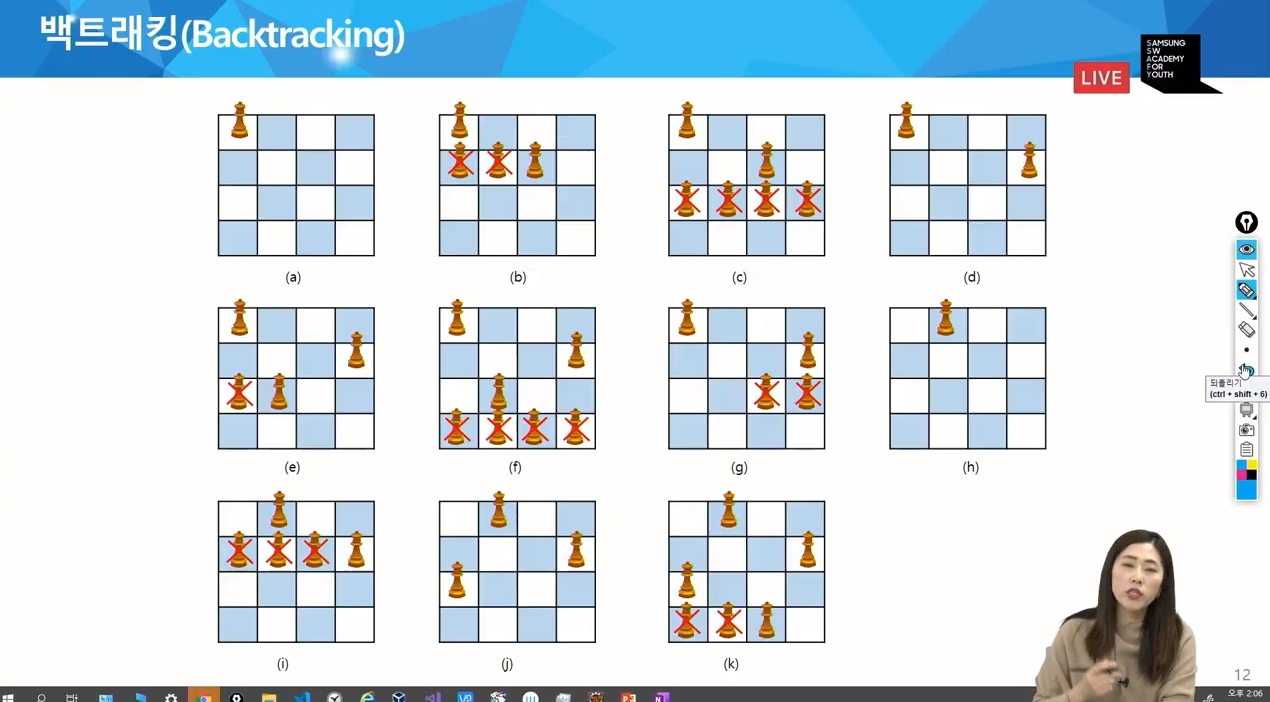 백트래킹(Backtracking)
SAMSUNG
SW
ACADEMY
FOR
YOUTH
LIVE
(a)
(b)
(c)
(d)
(e)
(f)
(g)
(h)
되돌리기
(ctrl + shift + 6)
(i)
(j)
(k)
12
오후 2:06